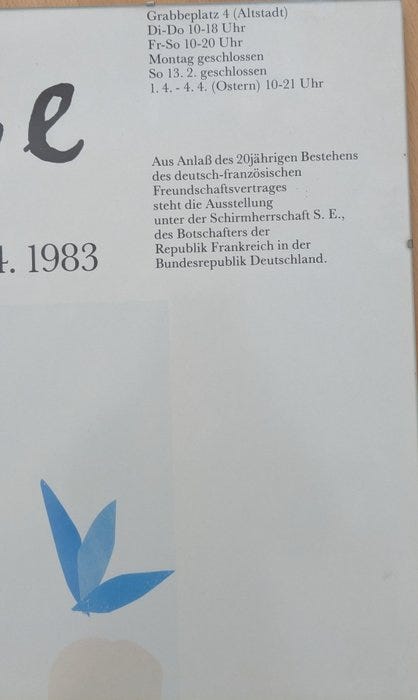 Grabbeplatz 4 (Altstadt)
Di-Do 10-18 Uhr
Fr-So 10-20 Uhr
Montag geschlossen
So 13. 2. geschlossen
1. 4. - 4. 4. (Ostern) 10-21 Uhr
e
Aus Anlaß des 20jährigen Bestehens
des deutsch-französischen
Freundschaftsvertrages
steht die Ausstellung
unter der Schirmherrschaft S. E.,
des Botschafters der
Republik Frankreich in der
Bundesrepublik Deutschland.
4. 1983